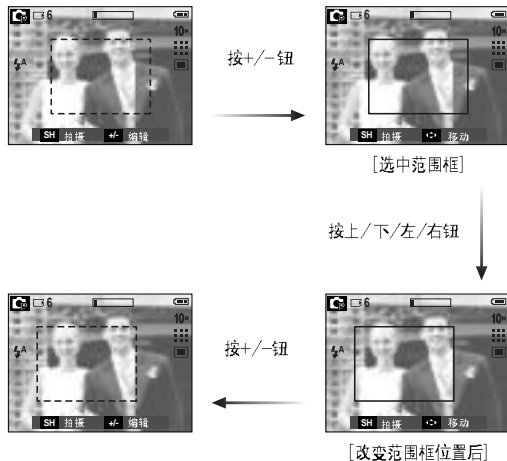 6
10M
A
SH 拍摄 +/- 编辑
按+/-钮
6
10M
A
SH 拍摄 移动
[选中范围框]
按上/下/左/右钮
6
10M
A
SH 拍摄 移动
[改变范围框位置后]
按+/-钮
6
10M
A
SH 拍摄 +/- 编辑